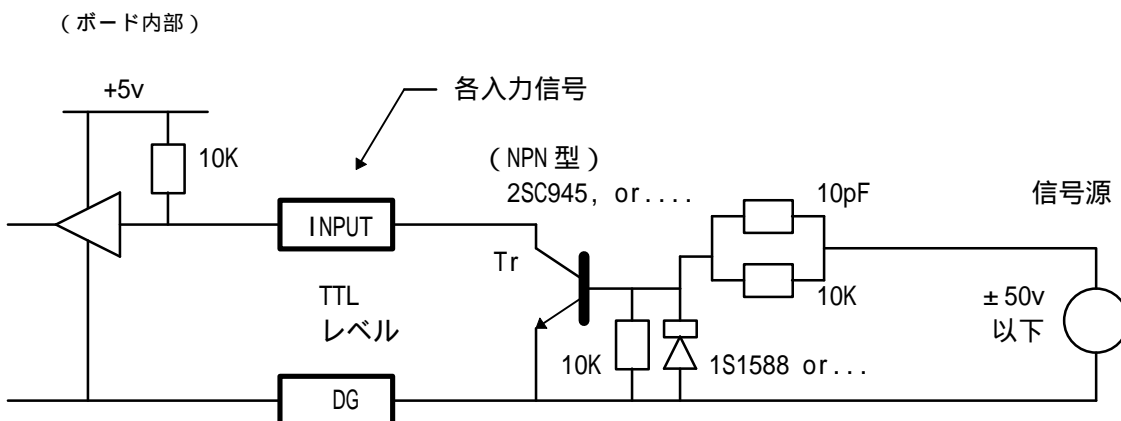 (ボード内部)
+5v
各入力信号
10K
(NPN 型)
2SC945, or....
10pF
信号源
INPUT
Tr
TTL
レベル
10K
±50v
以下
10K
1S1588 or...
DG